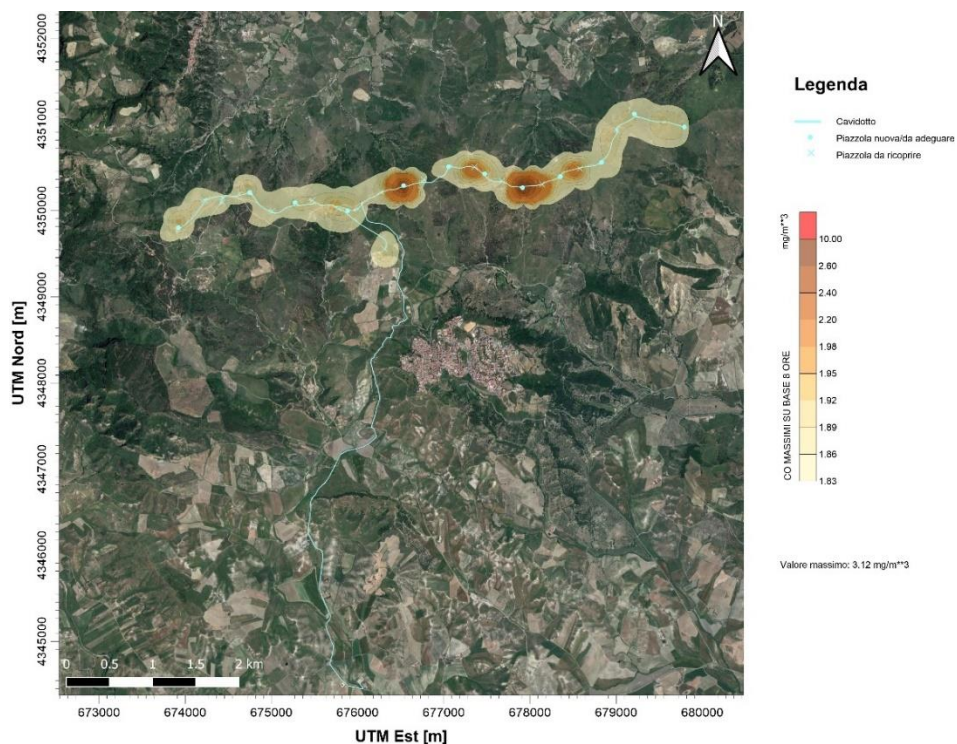 N
4352000
4351000
4350000
4349000
4348000
4347000
4346000
4345000
UTM Nord [m]
0 0.5 1 1.5 2 km
673000 674000 675000 676000 677000 678000 679000 680000
UTM Est [m]
Legenda
Cavidotto
Piazzola nuova/da adeguare
Piazzola da ricoprire
mg/m**3
10.00
2.60
2.40
2.20
1.98
1.95
1.92
1.89
1.86
1.83
CO MASSIMI SU BASE 8 ORE
Valore massimo: 3.12 mg/m**3